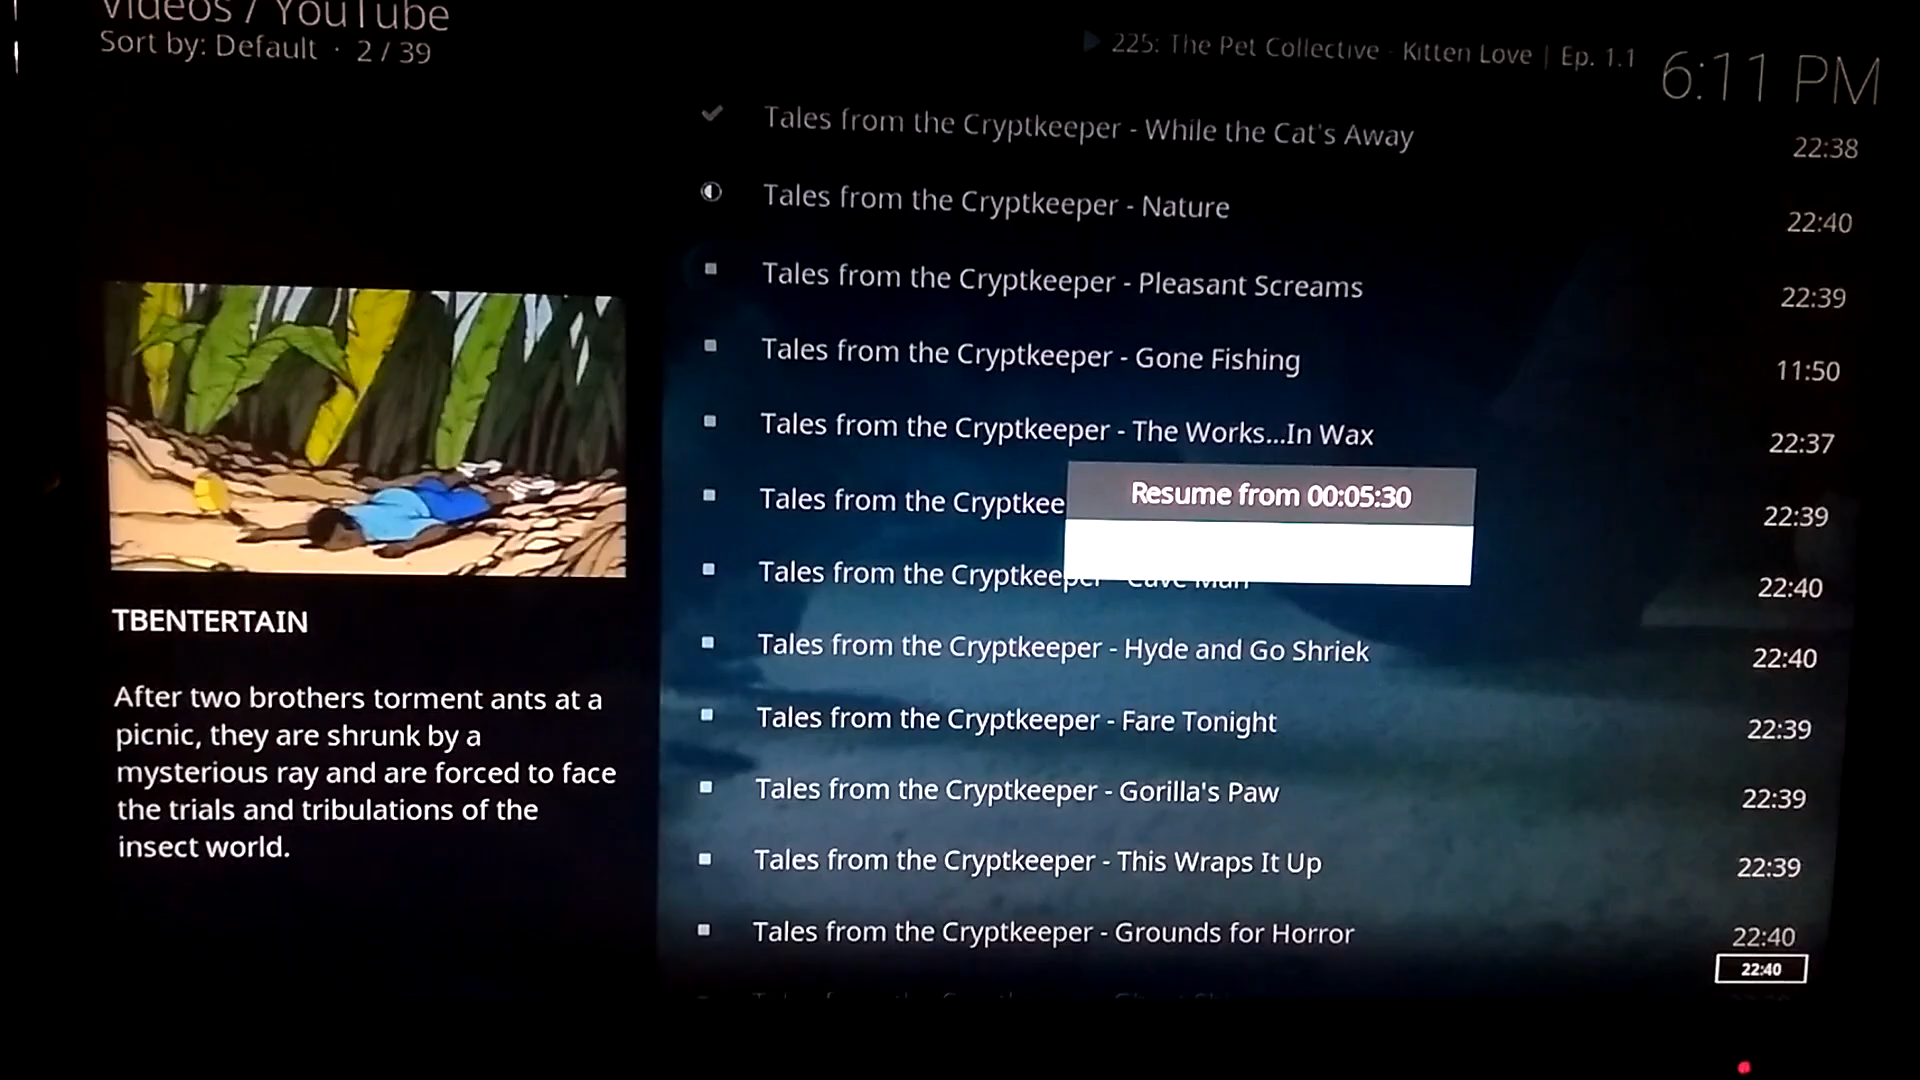 Videos / YouTube
Sort by: Default · 2 / 39
225: The Pet Collective - Kitten Love | Ep. 1.1
6:11 PM
Tales from the Cryptkeeper - While the Cat's Away 22:38
Tales from the Cryptkeeper - Nature 22:40
Tales from the Cryptkeeper - Pleasant Screams 22:39
Tales from the Cryptkeeper - Gone Fishing 11:50
Tales from the Cryptkeeper - The Works...In Wax 22:37
Tales from the Cryptkee 22:39
Tales from the Cryptkeeper - Cave Man 22:40
Tales from the Cryptkeeper - Hyde and Go Shriek 22:40
Tales from the Cryptkeeper - Fare Tonight 22:39
Tales from the Cryptkeeper - Gorilla's Paw 22:39
Tales from the Cryptkeeper - This Wraps It Up 22:39
Tales from the Cryptkeeper - Grounds for Horror 22:40
22:40
Resume from 00:05:30
TBENTERTAIN
After two brothers torment ants at a
picnic, they are shrunk by a
mysterious ray and are forced to face
the trials and tribulations of the
insect world.